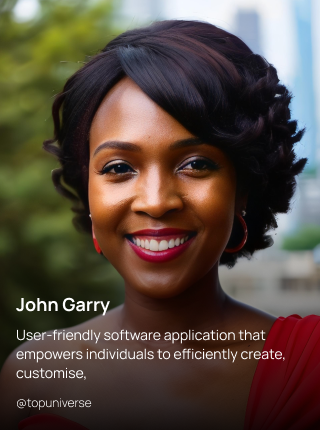 John Garry
User-friendly software application that
empowers individuals to efficiently create,
customise,
@topuniverse